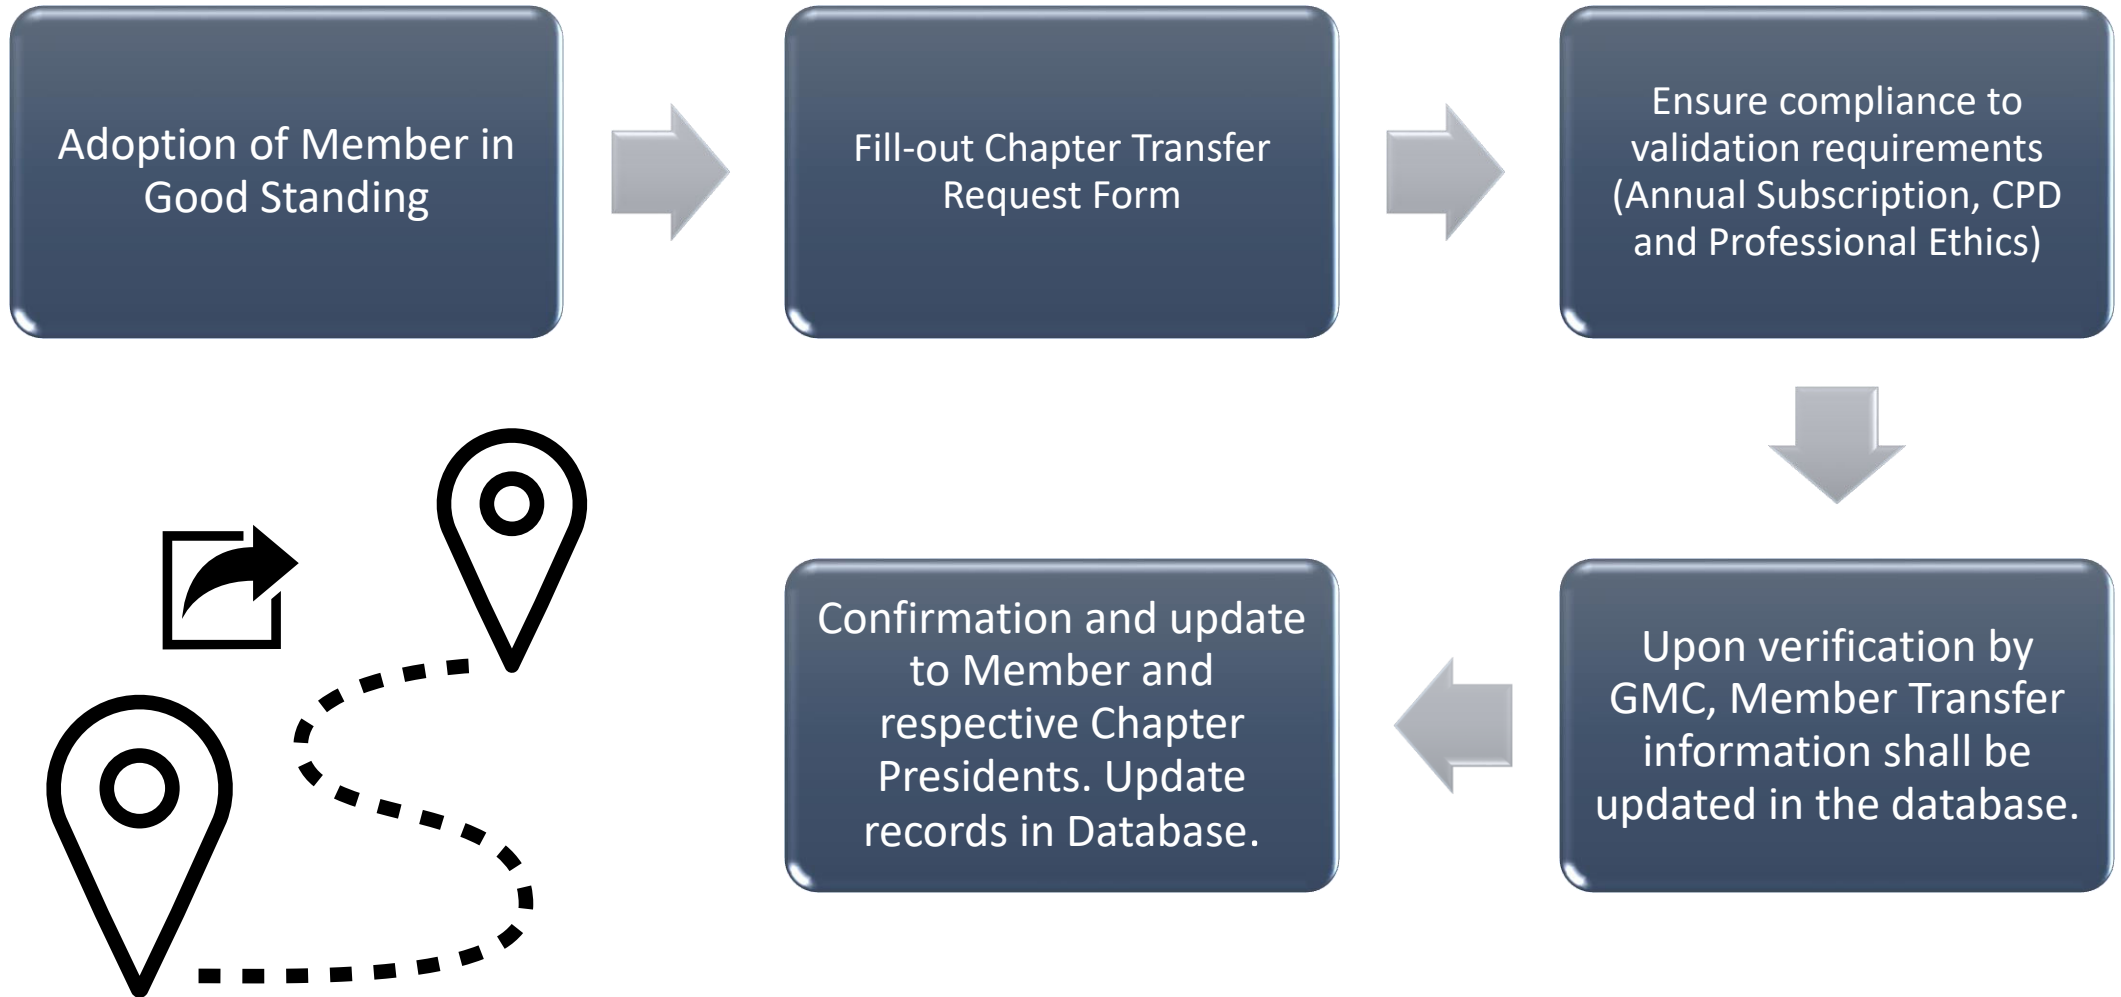 Adoption of Member in
Good Standing
Fill-out Chapter Transfer
Request Form
Ensure compliance to
validation requirements
(Annual Subscription, CPD
and Professional Ethics)
Upon verification by
GMC, Member Transfer
information shall be
updated in the database.
Confirmation and update
to Member and
respective Chapter
Presidents. Update
records in Database.